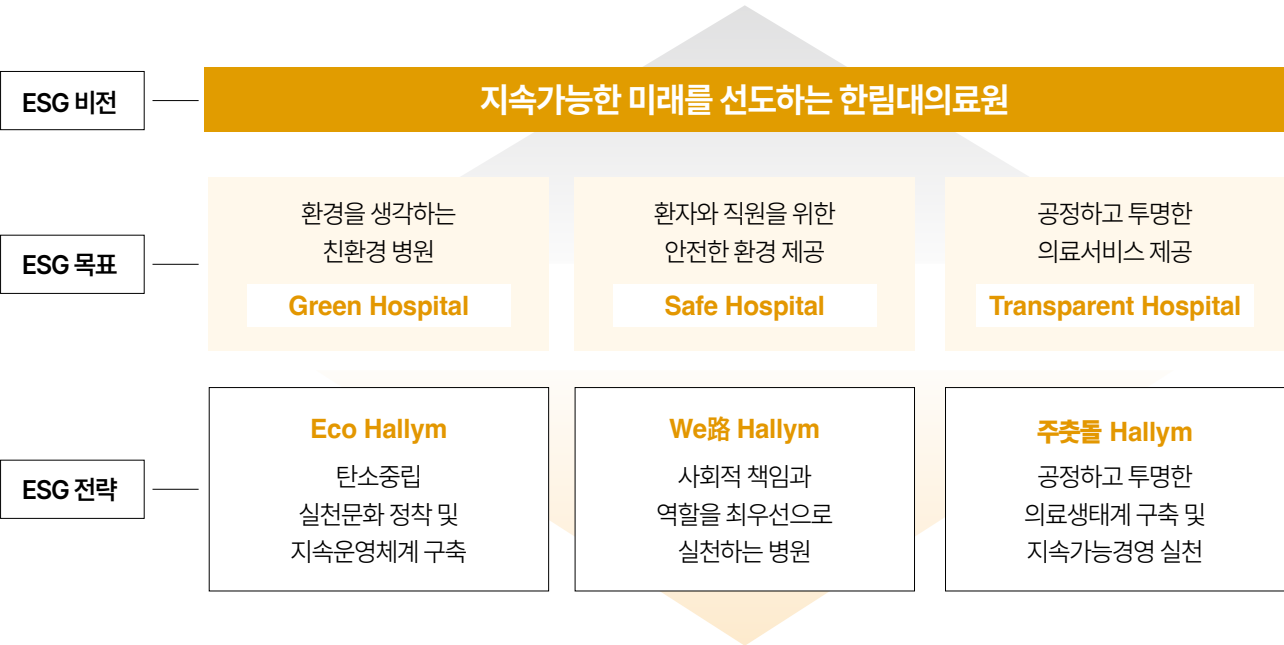 ESG 비전
지속가능한 미래를 선도하는 한림대의료원
ESG 목표
환경을 생각하는
친환경 병원
Green Hospital
환자와 직원을 위한
안전한 환경 제공
Safe Hospital
공정하고 투명한
의료서비스 제공
Transparent Hospital
ESG 전략
Eco Hallym
탄소중립
실천문화 정착 및
지속운영체계 구축
We路 Hallym
사회적 책임과
역할을 최우선으로
실천하는 병원
주춧돌 Hallym
공정하고 투명한
의료생태계 구축 및
지속가능경영 실천